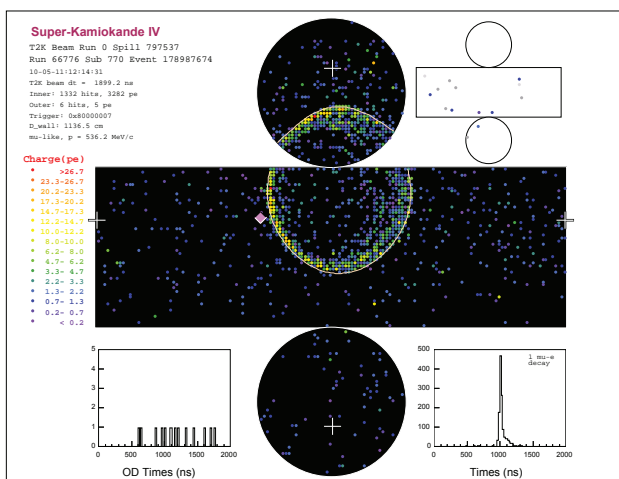 Super-Kamiokande IV
T2K Beam Run 0 Spill 797537
Run 66776 Sub 770 Event 178987674
10-05-11:12:14:31
T2K beam dt = 1899.2 ns
Inner: 1332 hits, 3282 pe
Outer: 6 hits, 5 pe
Trigger: 0x80000007
D_wall: 1136.5 cm
mu-like, p = 536.2 MeV/c
Charge(pe)
>26.7
23.3-26.7
20.2-23.3
17.3-20.2
14.7-17.3
12.2-14.7
10.0-12.2
8.0-10.0
6.2- 8.0
4.7- 6.2
3.3- 4.7
2.2- 3.3
1.3- 2.2
0.7- 1.3
0.2- 0.7
< 0.2
5
4
3
2
1
0
0 500 1000 1500 2000
OD Times (ns)
1 mu-e
decay
500
400
300
200
100
0
0 500 1000 1500 2000
Times (ns)